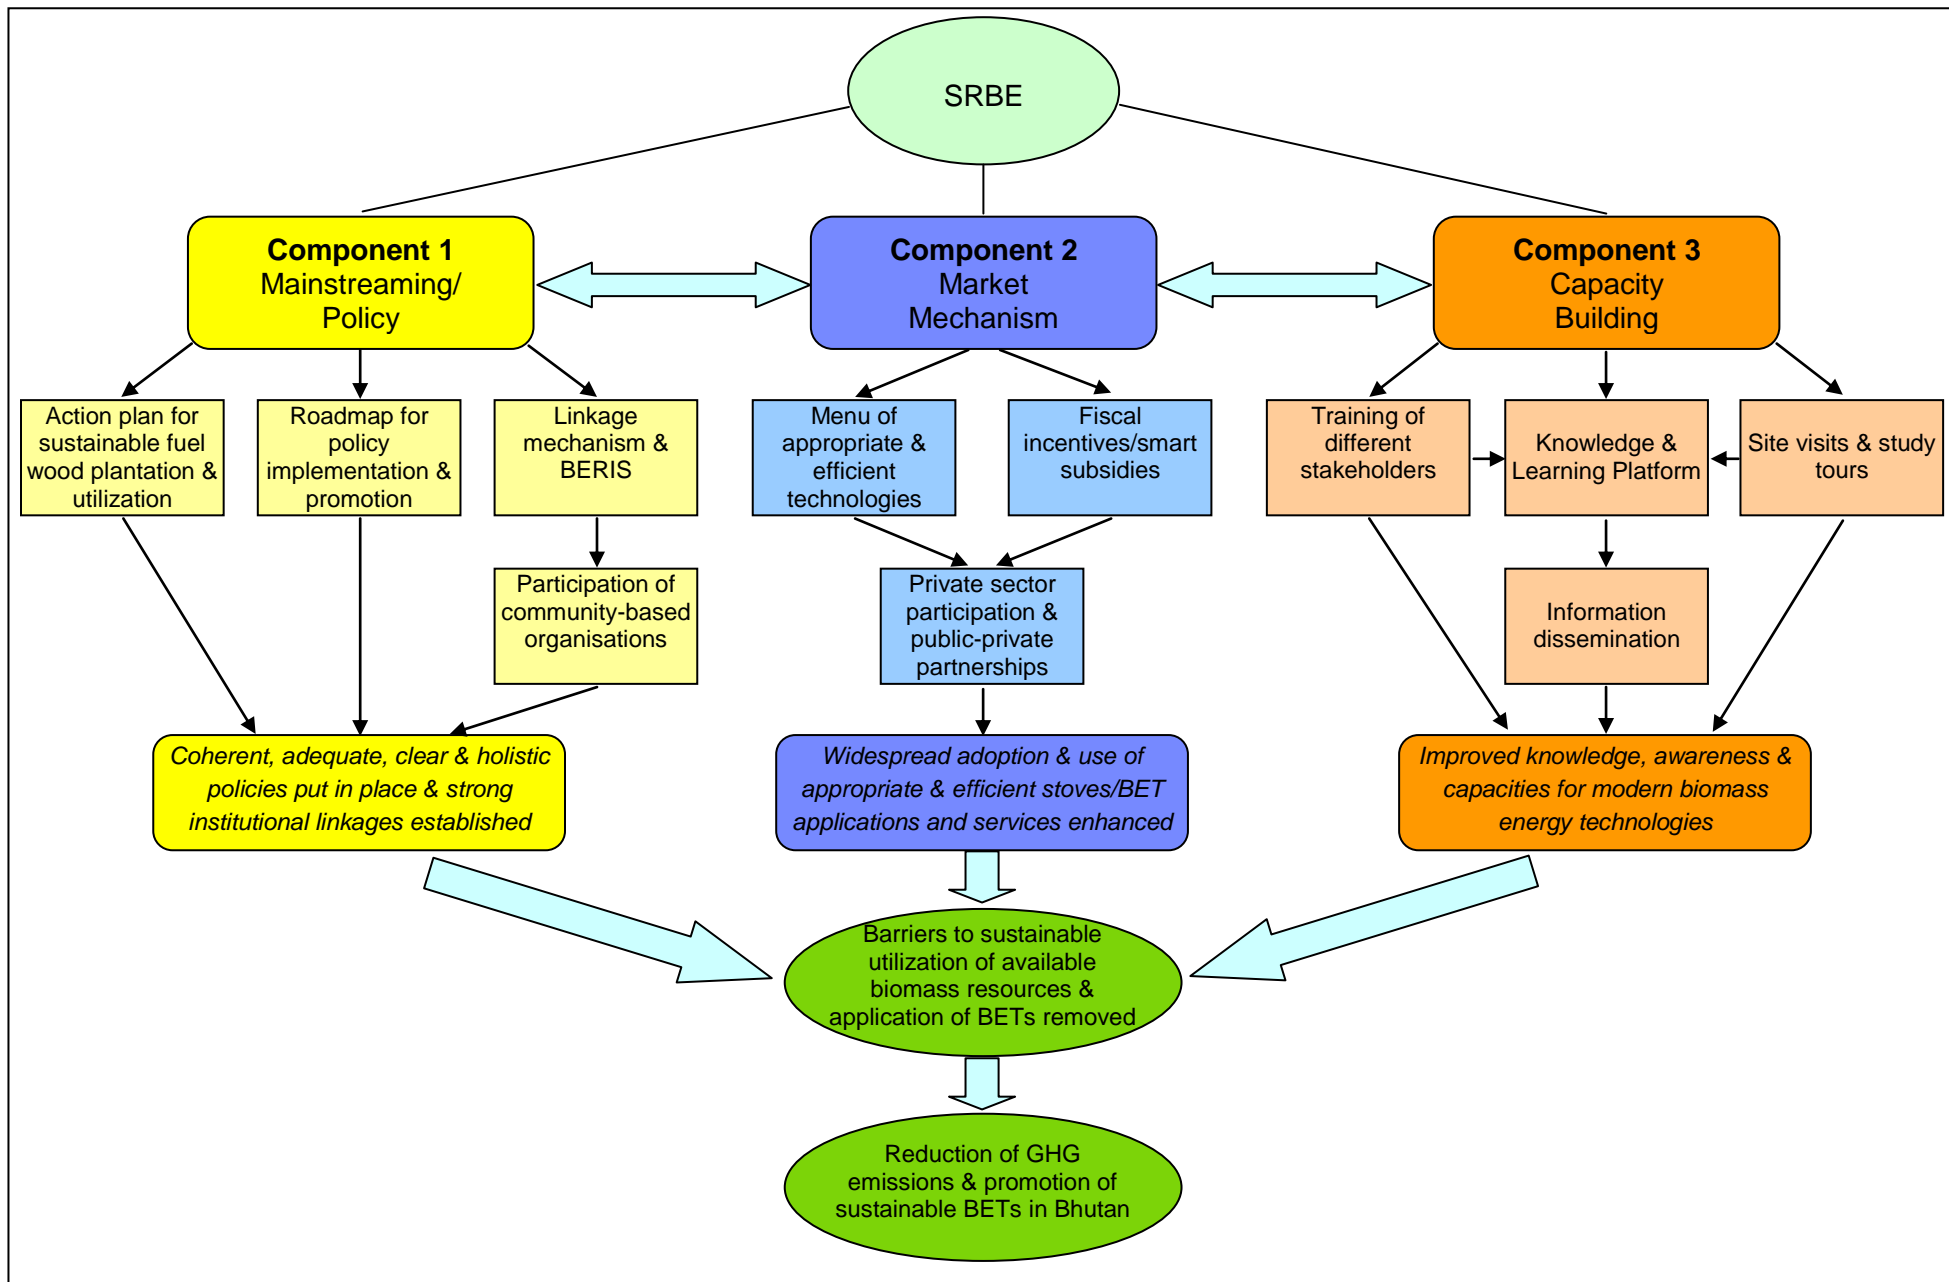 SRBE
Component 1
Mainstreaming/
Policy
Component 2
Market
Mechanism
Component 3
Capacity
Building
Action plan for
sustainable fuel
wood plantation &
utilization
Roadmap for
policy
implementation &
promotion
Linkage
mechanism &
BERIS
Menu of
appropriate &
efficient
technologies
Fiscal
incentives/smart
subsidies
Training of
different
stakeholders
Knowledge &
Learning Platform
Site visits & study
tours
Participation of
community-based
organisations
Private sector
participation &
public-private
partnerships
Information
dissemination
Coherent, adequate, clear & holistic
policies put in place & strong
institutional linkages established
Widespread adoption & use of
appropriate & efficient stoves/BET
applications and services enhanced
Improved knowledge, awareness &
capacities for modern biomass
energy technologies
Barriers to sustainable
utilization of available
biomass resources &
application of BETs removed
Reduction of GHG
emissions & promotion of
sustainable BETs in Bhutan